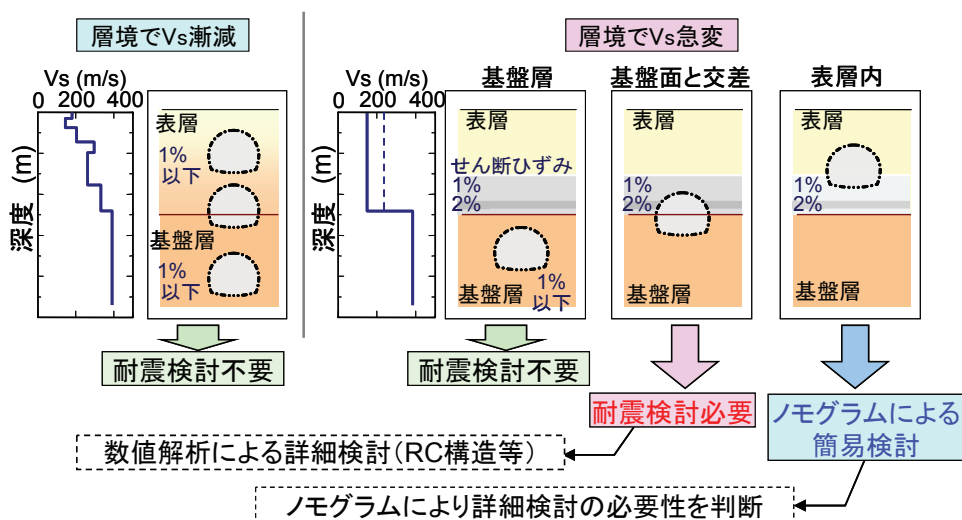 層境でVs漸減
層境でVs急変
Vs (m/s)
0 200 400
深度 (m)
表層
1%
以下
基盤層
1%
以下
耐震検討不要
Vs (m/s)
0 200 400
(m)
深度
基盤層
表層
せん断ひずみ
1%
2%
基盤層
1%
以下
耐震検討不要
基盤面と交差
表層
1%
2%
基盤層
耐震検討必要
表層内
表層
1%
2%
基盤層
ノモグラムによる
簡易検討
数値解析による詳細検討(RC構造等)
ノモグラムにより詳細検討の必要性を判断